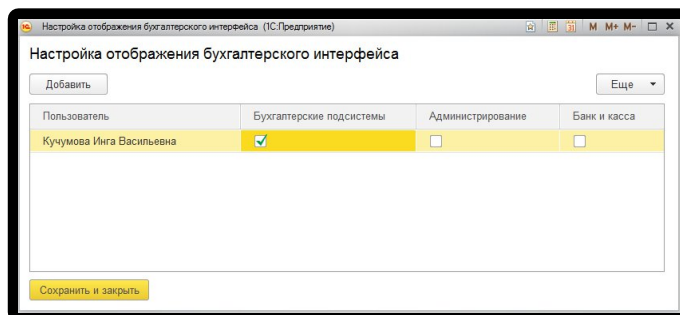 Настройка отображения бухгалтерского интерфейса (1С:Предприятие)
M M+ M-
Настройка отображения бухгалтерского интерфейса
Добавить Еще
Пользователь Бухгалтерские подсистемы Администрирование Банк и касса
Кучумова Инга Васильевна
Сохранить и закрыть